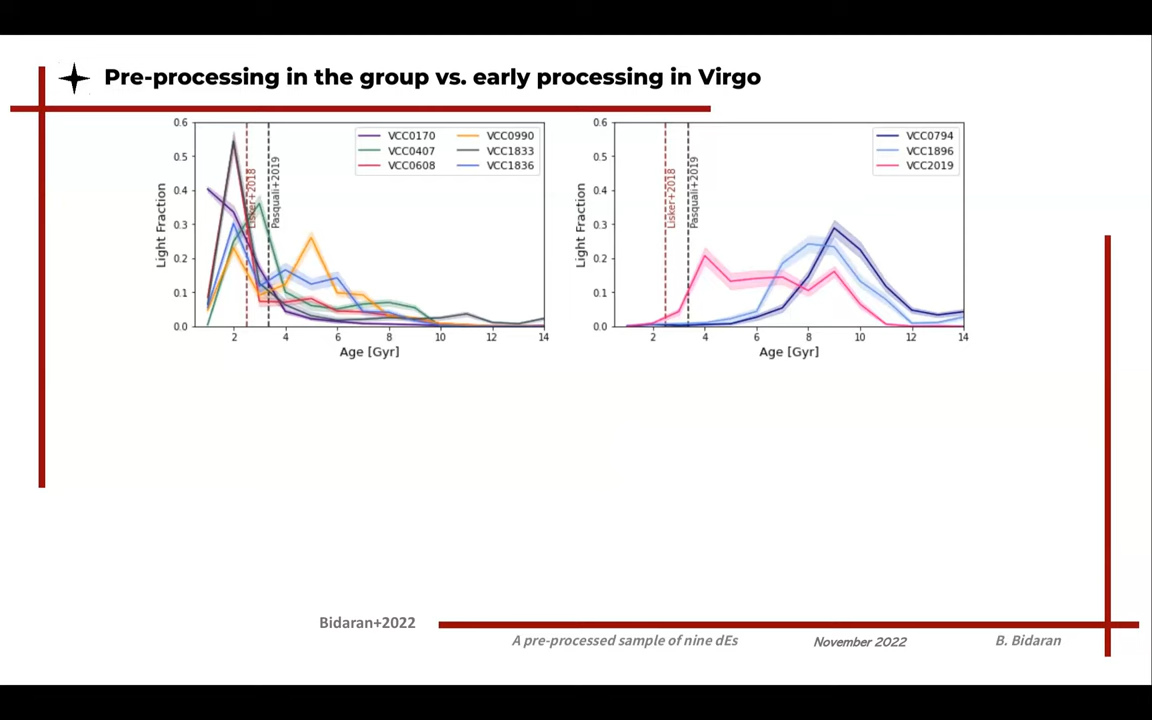 Pre-processing in the group vs. early processing in Virgo
0.6
0.5
0.4
0.3
0.2
0.1
0.0
Light Fraction
2 4 6 8 10 12 14
Age [Gyr]
VCC0170 VCC0990
VCC0407 VCC1833
VCC0608 VCC1836
Lisker+2018
Pasquali+2019
0.6
0.5
0.4
0.3
0.2
0.1
0.0
Light Fraction
2 4 6 8 10 12 14
Age [Gyr]
VCC0794
VCC1896
VCC2019
Lisker+2018
Pasquali+2019
Bidaran+2022
A pre-processed sample of nine dEs November 2022 B. Bidaran